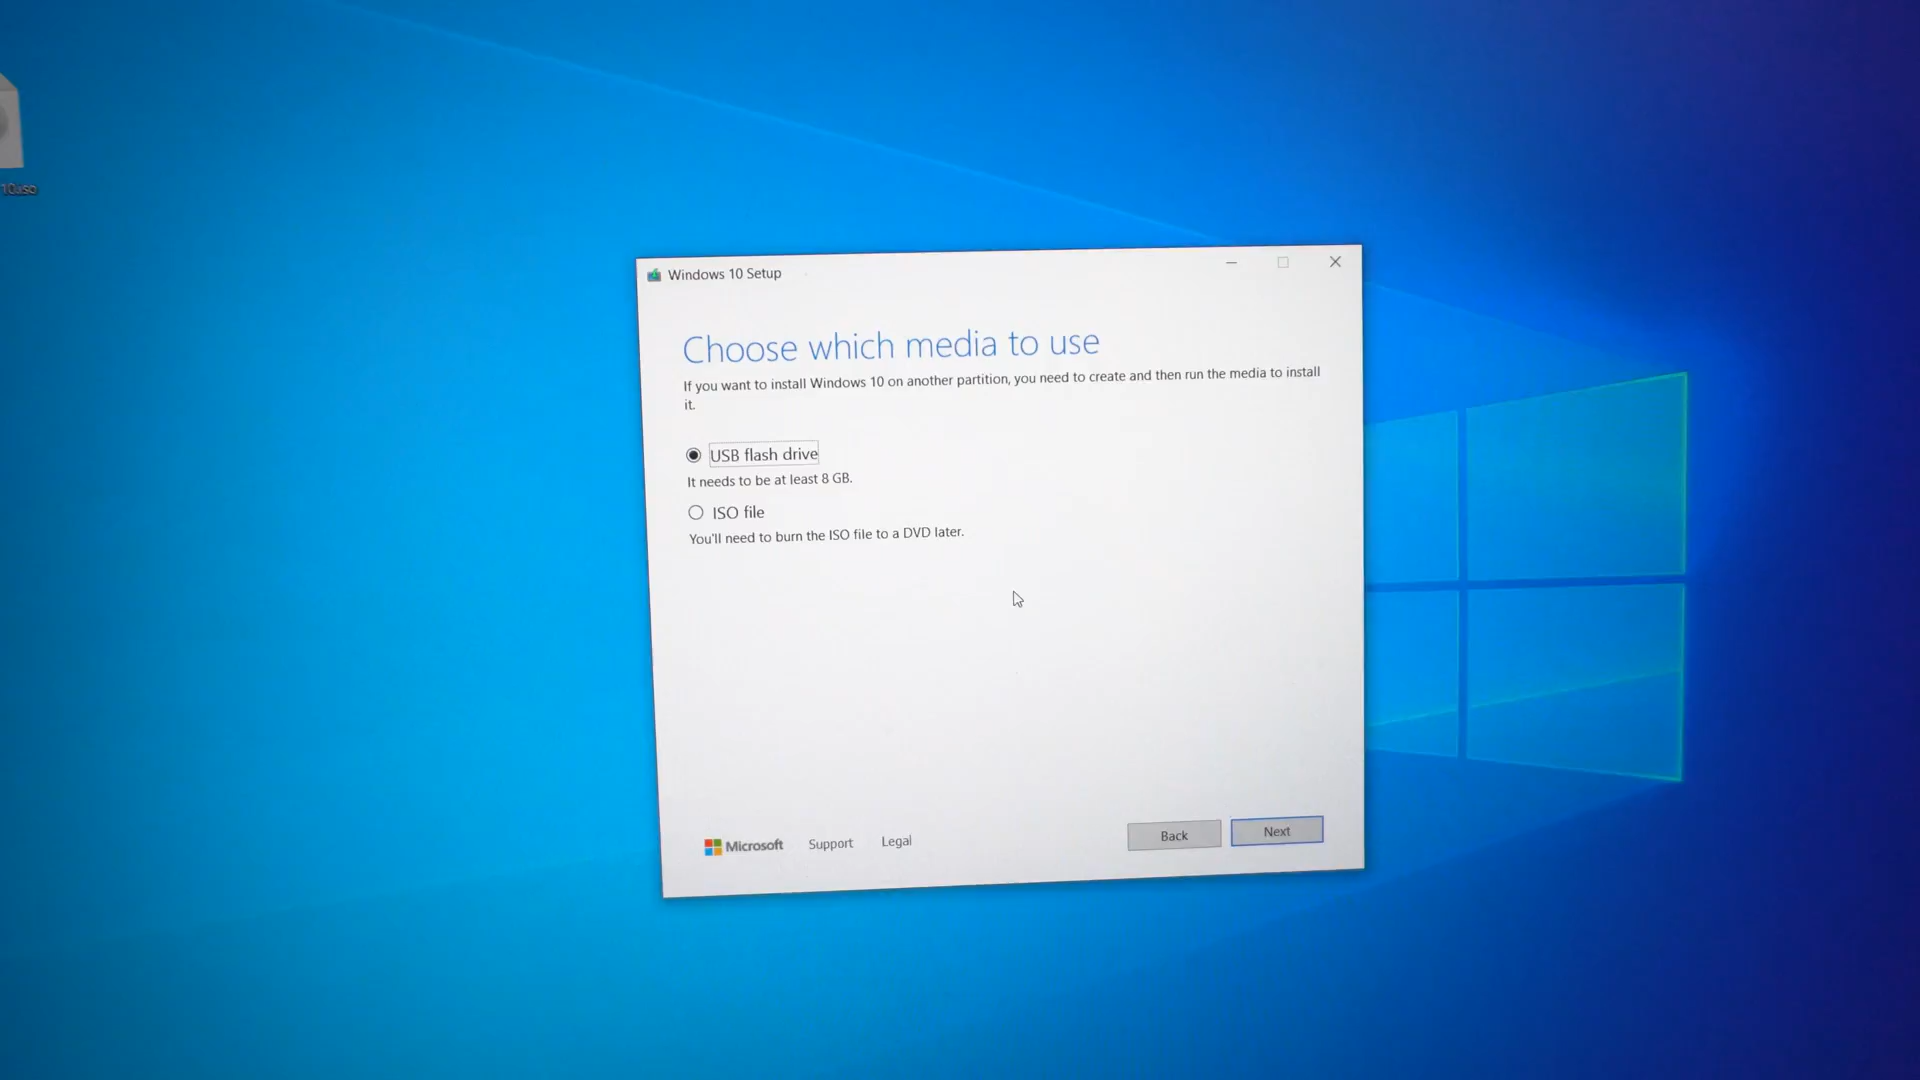 10.iso
Windows 10 Setup
Choose which media to use
If you want to install Windows 10 on another partition, you need to create and then run the media to install
it.
USB flash drive
It needs to be at least 8 GB.
ISO file
You'll need to burn the ISO file to a DVD later.
Microsoft Support Legal
Back Next